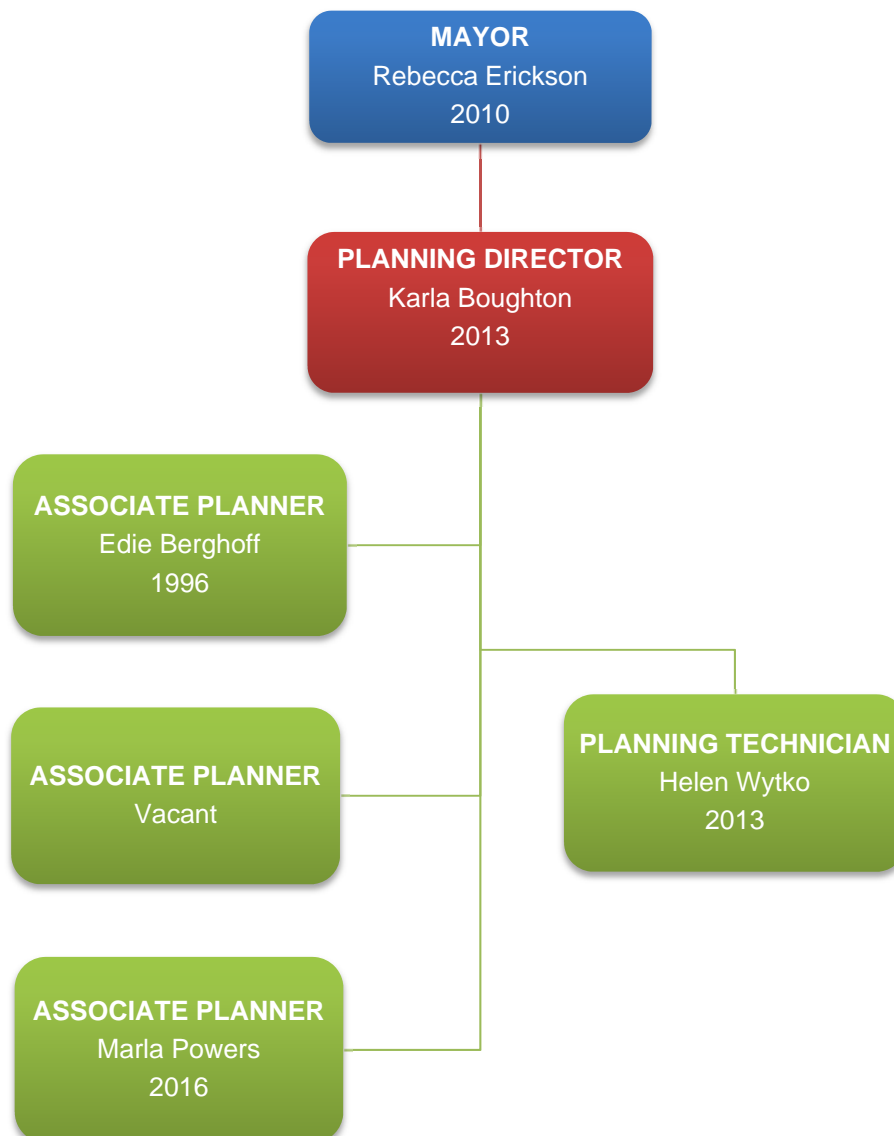 MAYOR
Rebecca Erickson
2010
PLANNING DIRECTOR
Karla Boughton
2013
ASSOCIATE PLANNER
Edie Berghoff
1996
ASSOCIATE PLANNER
Vacant
PLANNING TECHNICIAN
Helen Wytko
2013
ASSOCIATE PLANNER
Marla Powers
2016